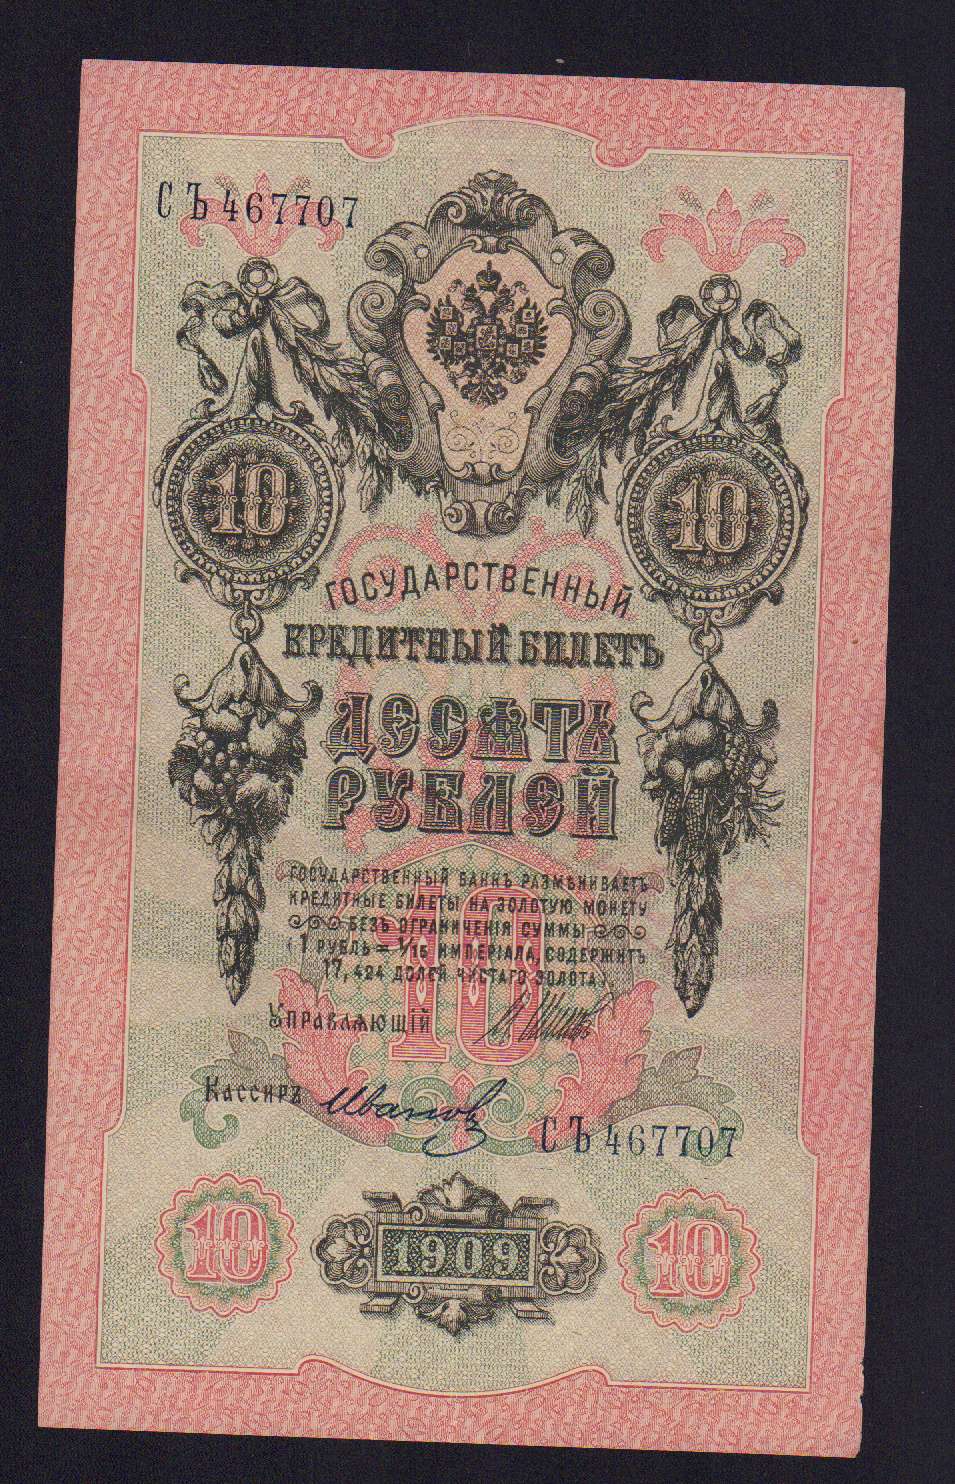 СЪ 467707
10 10
ГОСУДАРСТВЕННЫЙ
КРЕДИТНЫЙ БИЛЕТЪ
ДЕСЯТЬ
РУБЛЕЙ
ГОСУДАРСТВЕННЫЙ БАНКЪ РАЗМѢНИВАЕТЪ
КРЕДИТНЫЕ БИЛЕТЫ НА ЗОЛОТУЮ МОНЕТУ
БЕЗЪ ОГРАНИЧЕНІЯ СУММЫ
(1 РУБЛЬ = 1/15 ИМПЕРІАЛА, СОДЕРЖИТЪ
17,424 ДОЛЕЙ ЧИСТАГО ЗОЛОТА).
10
Управляющій
Кассиръ Иванов
СЪ 467707
10 1909 10